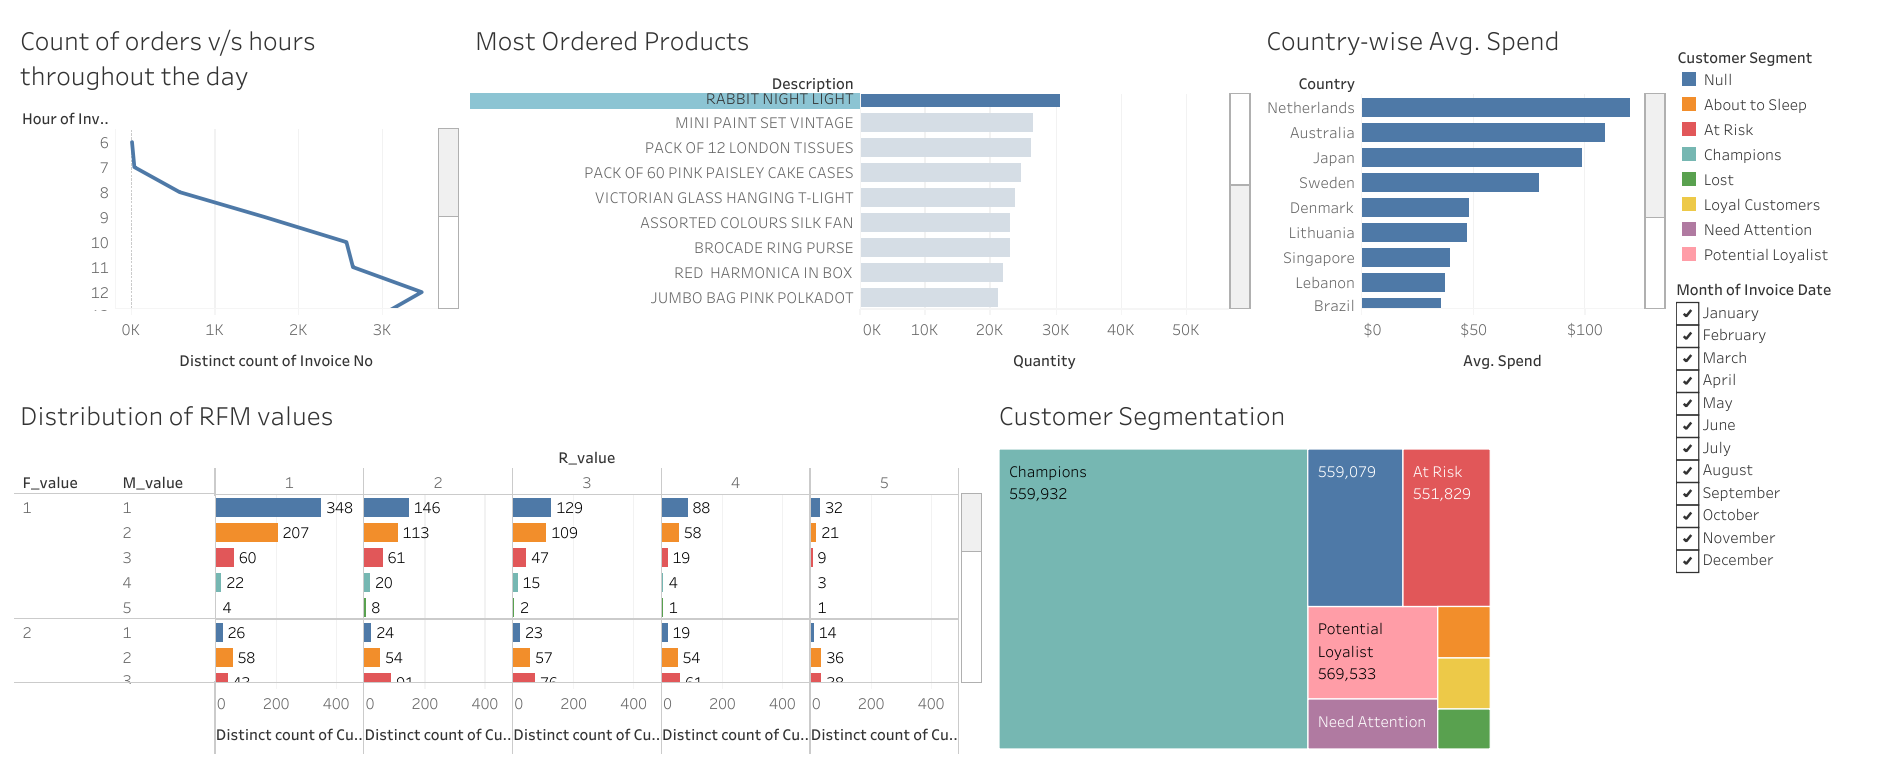 Count of orders v/s hours
throughout the day
Hour of Inv..
6
7
8
9
10
11
12
0K 1K 2K 3K
Distinct count of Invoice No
Most Ordered Products
Description
RABBIT NIGHT LIGHT
MINI PAINT SET VINTAGE
PACK OF 12 LONDON TISSUES
PACK OF 60 PINK PAISLEY CAKE CASES
VICTORIAN GLASS HANGING T-LIGHT
ASSORTED COLOURS SILK FAN
BROCADE RING PURSE
RED  HARMONICA IN BOX
JUMBO BAG PINK POLKADOT
0K 10K 20K 30K 40K 50K
Quantity
Country-wise Avg. Spend
Country
Netherlands
Australia
Japan
Sweden
Denmark
Lithuania
Singapore
Lebanon
Brazil
$0 $50 $100
Avg. Spend
Customer Segment
Null
About to Sleep
At Risk
Champions
Lost
Loyal Customers
Need Attention
Potential Loyalist
Month of Invoice Date
January
February
March
April
May
June
July
August
September
October
November
December
Distribution of RFM values
R_value
F_value M_value 1 2 3 4 5
1 1 348 146 129 88 32
2 207 113 109 58 21
3 60 61 47 19 9
4 22 20 15 4 3
5 4 8 2 1 1
2 1 26 24 23 19 14
2 58 54 57 54 36
0 200 400 0 200 400 0 200 400 0 200 400 0 200 400
Distinct count of Cu.. Distinct count of Cu.. Distinct count of Cu.. Distinct count of Cu.. Distinct count of Cu..
Customer Segmentation
Champions
559,932
559,079
At Risk
551,829
Potential
Loyalist
569,533
Need Attention